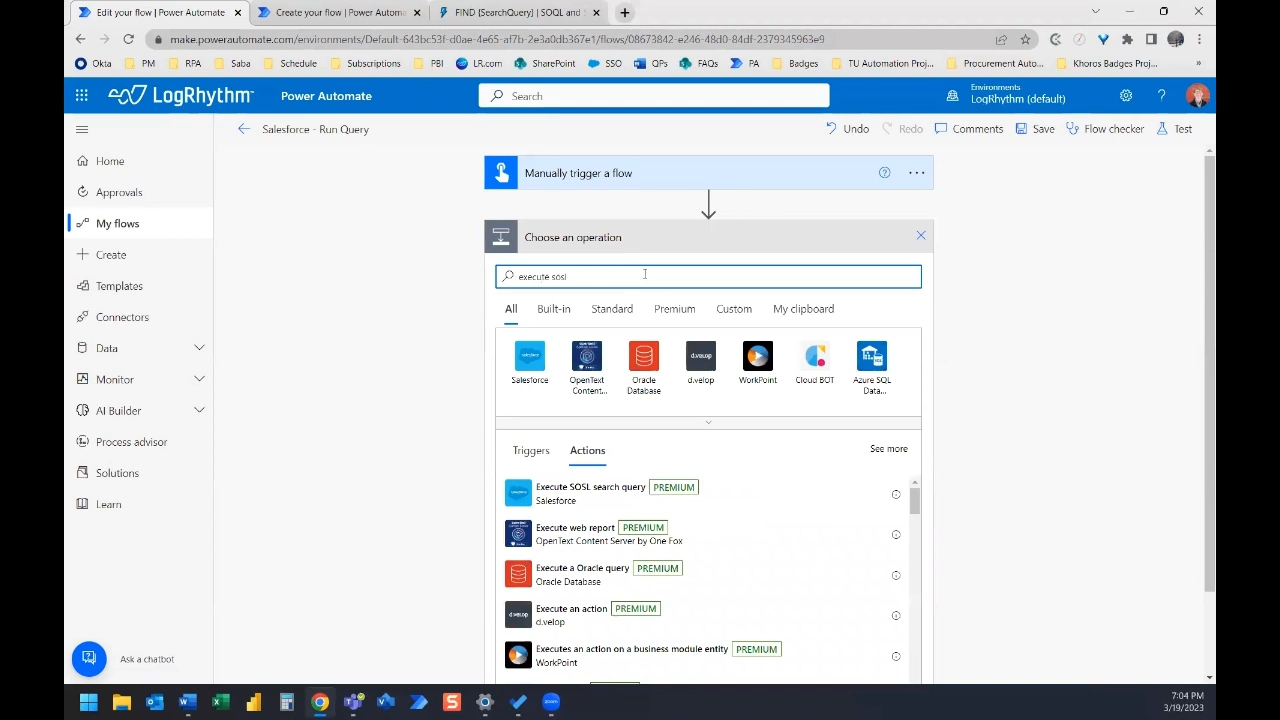 Edit your flow | Power Automate
Create your flow | Power Automate
FIND {SearchQuery} | SOQL and
make.powerautomate.com/environments/Default-643bc53f-d0ae-4e65-af7b-2e3a0db367e1/flows/08673842-e246-48d0-84df-2379345963e9
Okta PM RPA Saba Schedule Subscriptions PBI LR.com SharePoint SSO QPs FAQs PA Badges TU Automation Proj... Procurement Auto... Khoros Badges Proj... »
LogRhythm
Power Automate
Search
Environments
LogRhythm (default)
Salesforce - Run Query
Undo Redo Comments Save Flow checker Test
Home
Approvals
My flows
Create
Templates
Connectors
Data
Monitor
AI Builder
Process advisor
Solutions
Learn
Ask a chatbot
Manually trigger a flow
Choose an operation
execute sosl
All Built-in Standard Premium Custom My clipboard
Salesforce
OpenText
Content...
Oracle
Database
d.velop
d.velop
WorkPoint
Cloud BOT
Azure SQL
Data...
Triggers Actions See more
Execute SOSL search query PREMIUM
Salesforce
Execute web report PREMIUM
OpenText Content Server by One Fox
Execute a Oracle query PREMIUM
Oracle Database
d.velop
Execute an action PREMIUM
d.velop
Executes an action on a business module entity PREMIUM
WorkPoint
7:04 PM
3/19/2023